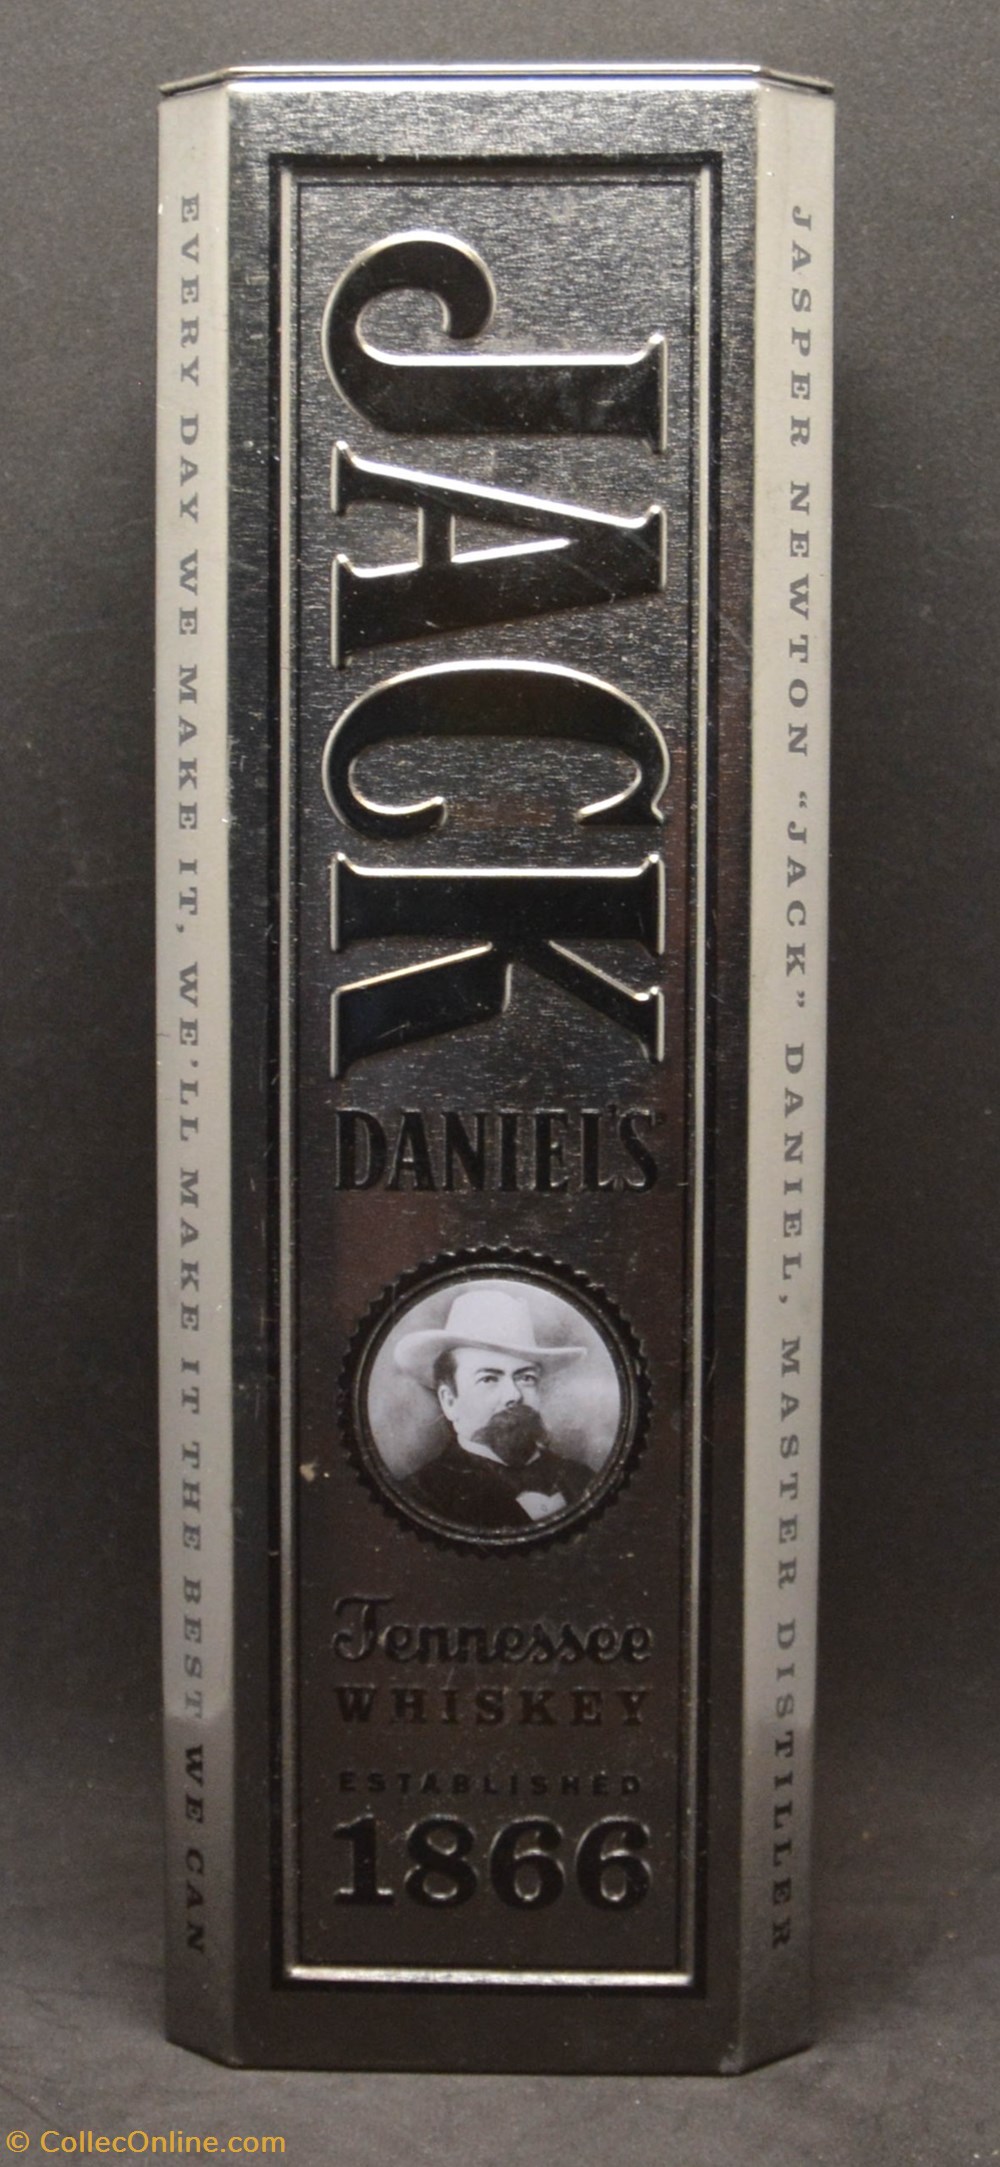 EVERY DAY WE MAKE IT, WE'LL MAKE IT THE BEST WE CAN
JACK
DANIEL'S
Tennessee
WHISKEY
ESTABLISHED
1866
JASPER NEWTON “JACK” DANIEL, MASTER DISTILLER
© CollecOnline.com